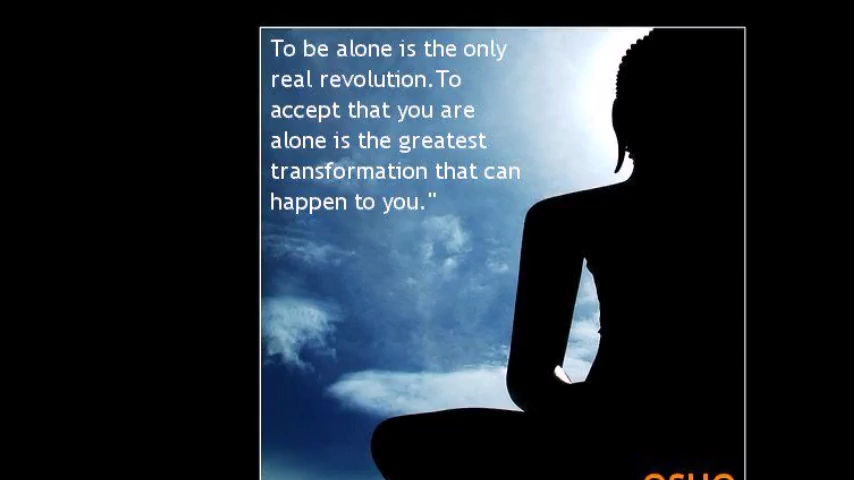 To be alone is the only
real revolution.To
accept that you are
alone is the greatest
transformation that can
happen to you."